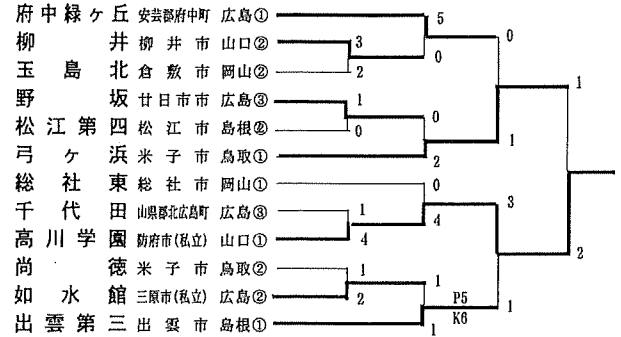 府中緑ヶ丘 安芸郡府中町 広島①
柳井 柳井市 山口②
玉島北 倉敷市 岡山②
野坂 廿日市市 広島③
松江第四 松江市 島根②
弓ヶ浜 米子市 鳥取①
総社東 総社市 岡山①
千代田 山県郡北広島町 広島③
高川学園 防府市(私立) 山口①
尚徳 米子市 鳥取②
如水館 三原市(私立) 広島②
出雲第三 出雲市 島根①
5
0
3
0
2
1
1
0
0
1
2
0
3
1
4
2
4
1
1
2
P5
K6
1
1